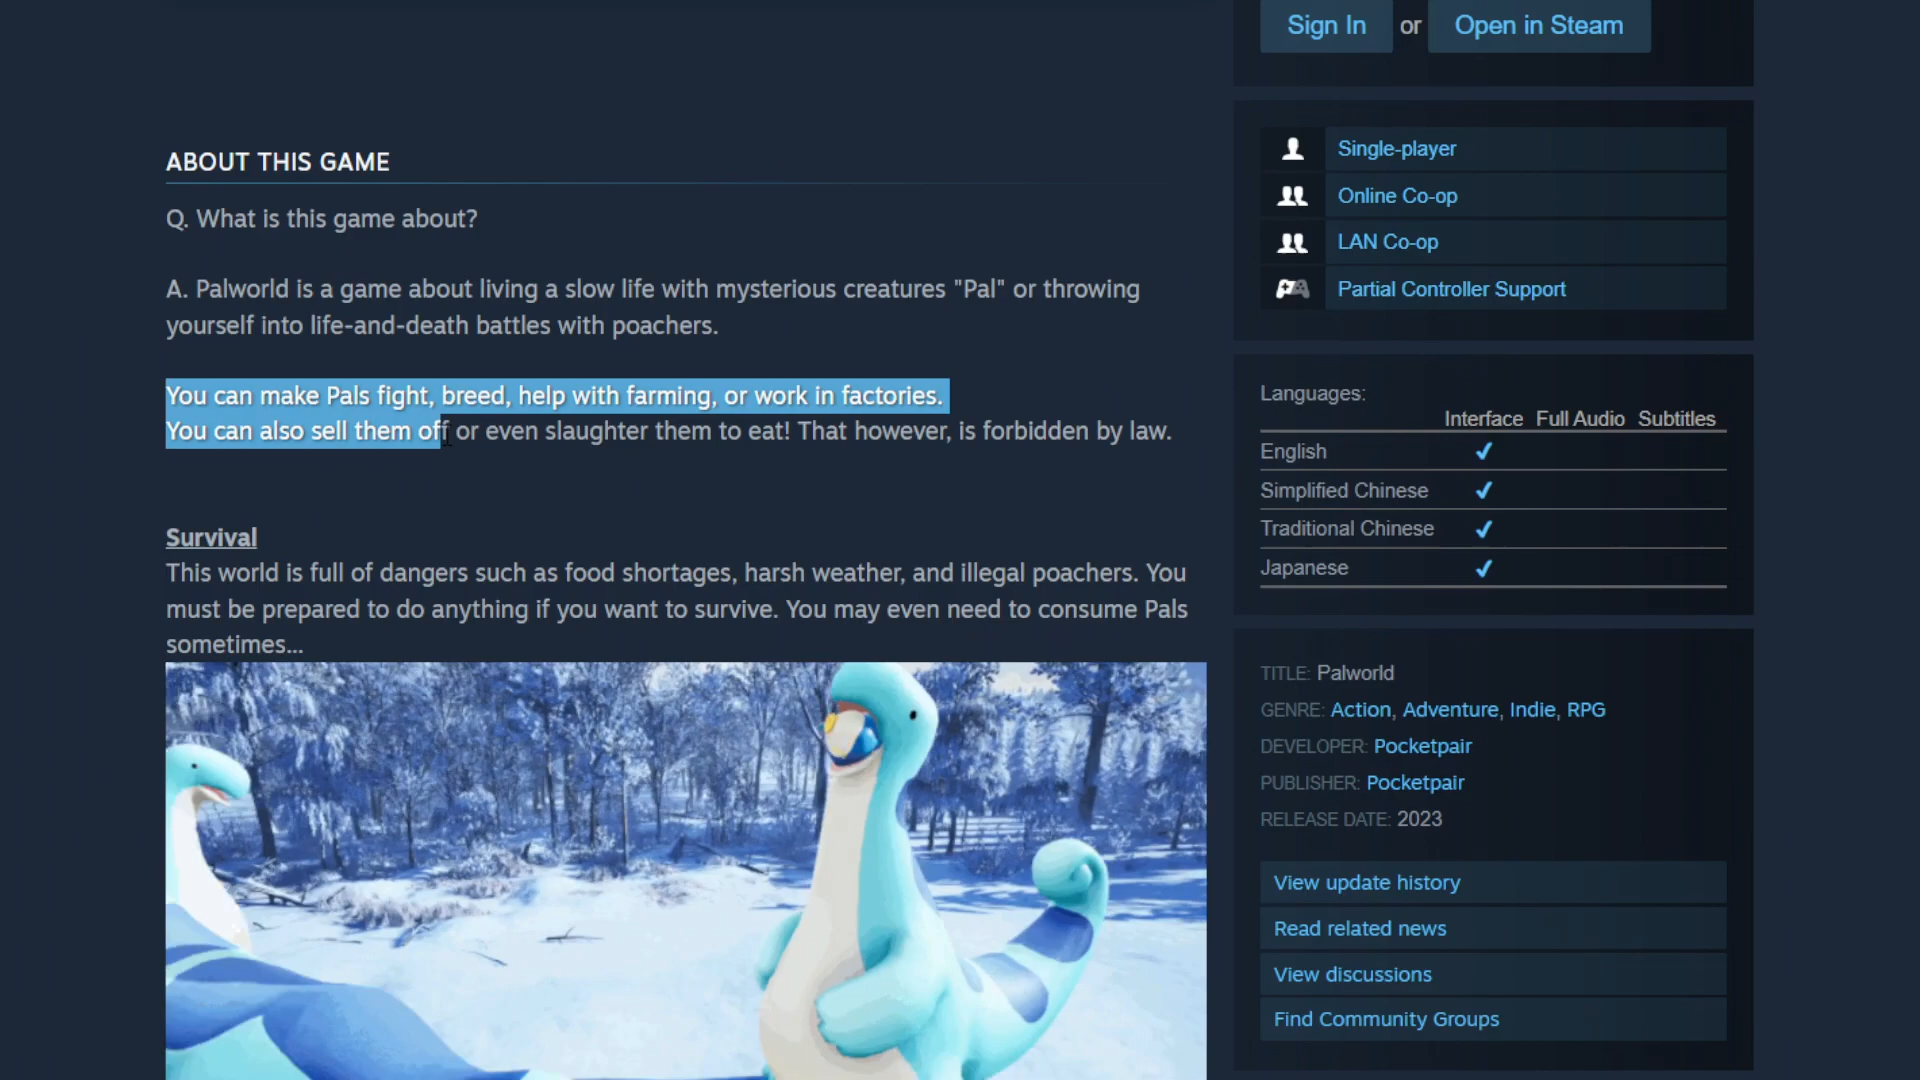 Sign In or Open in Steam
ABOUT THIS GAME
Q. What is this game about?
A. Palworld is a game about living a slow life with mysterious creatures "Pal" or throwing
yourself into life-and-death battles with poachers.
You can make Pals fight, breed, help with farming, or work in factories.
You can also sell them off or even slaughter them to eat! That however, is forbidden by law.
Survival
This world is full of dangers such as food shortages, harsh weather, and illegal poachers. You
must be prepared to do anything if you want to survive. You may even need to consume Pals
sometimes...
Single-player
Online Co-op
LAN Co-op
Partial Controller Support
Languages:
Interface Full Audio Subtitles
English ✔
Simplified Chinese ✔
Traditional Chinese ✔
Japanese ✔
TITLE: Palworld
GENRE: Action, Adventure, Indie, RPG
DEVELOPER: Pocketpair
PUBLISHER: Pocketpair
RELEASE DATE: 2023
View update history
Read related news
View discussions
Find Community Groups